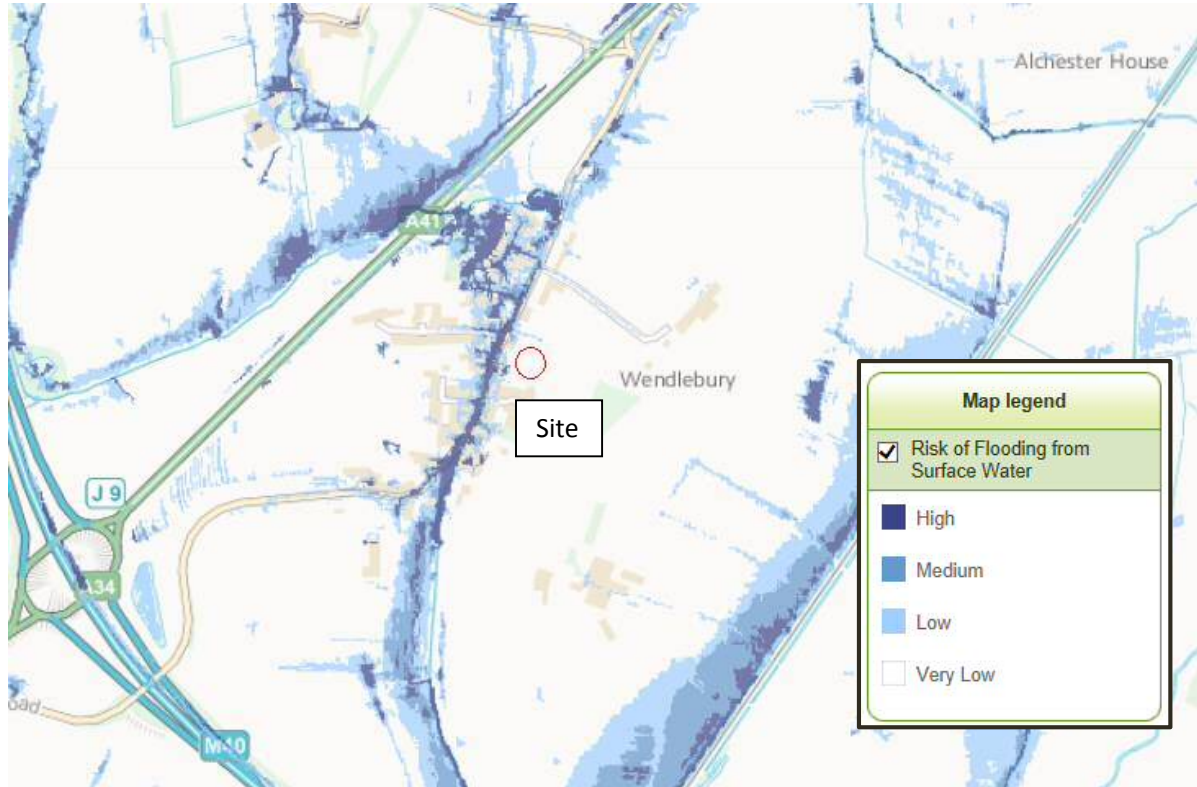 Alchester House
A41
Wendlebury
Site
J 9
A34
oad
M40
Map legend
Risk of Flooding from
Surface Water
High
Medium
Low
Very Low